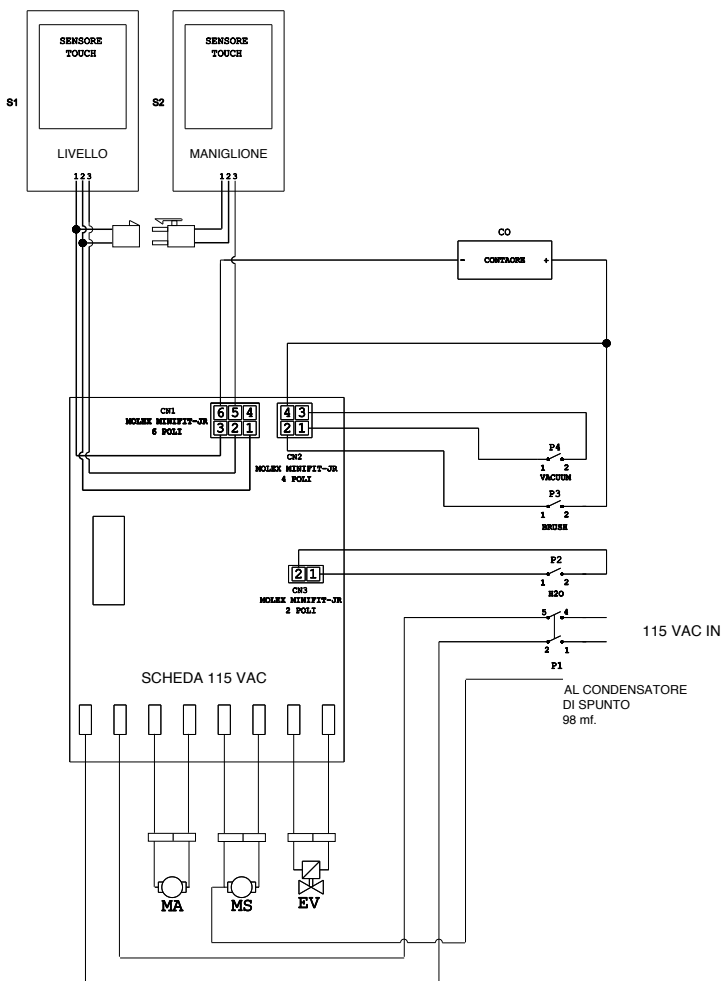 SENSORE
TOUCH
SENSORE
TOUCH
S1
S2
LIVELLO
MANIGLIONE
1 2 3
1 2 3
CO
- CONTAORE +
CN1
MOLEX MINIFIT-JR
6 POLI
6 5 4
3 2 1
4 3
2 1
CN2
MOLEX MINIFIT-JR
4 POLI
P4
1 2
VACUUM
P3
1 2
BRUSH
P2
1 2
H2O
2 1
CN3
MOLEX MINIFIT-JR
2 POLI
5 4
2 1
P1
115 VAC IN
SCHEDA 115 VAC
AL CONDENSATORE
DI SPUNTO
98 mf.
MA
MS
EV